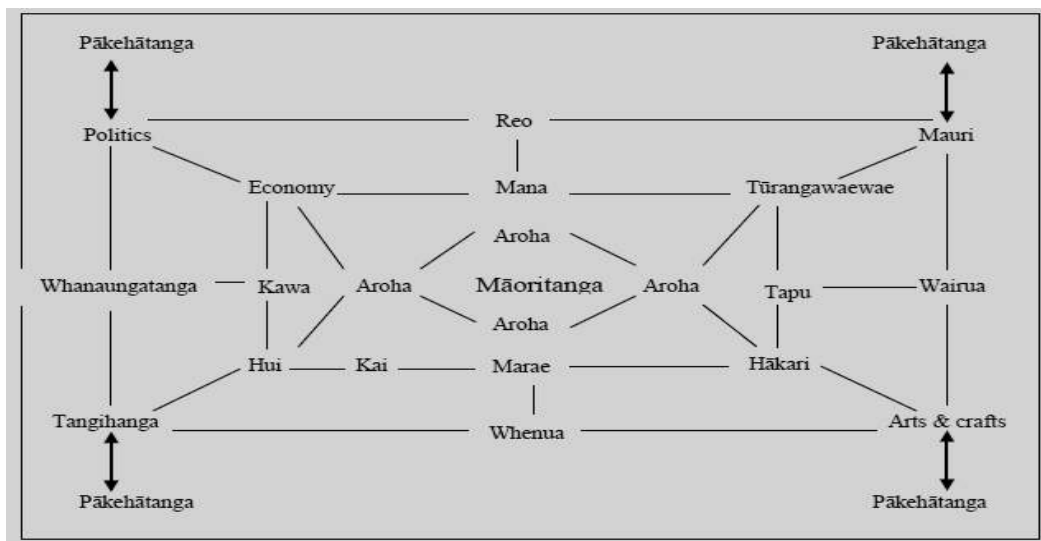 Pākehātanga Pākehātanga
Reo
Politics Mauri
Economy Mana Tūrangawaewae
Aroha
Whanaungatanga Kawa Aroha Māoritanga Aroha Tapu Wairua
Aroha
Hui Kai Marae Hākari
Tangihanga Whenua Arts & crafts
Pākehātanga Pākehātanga